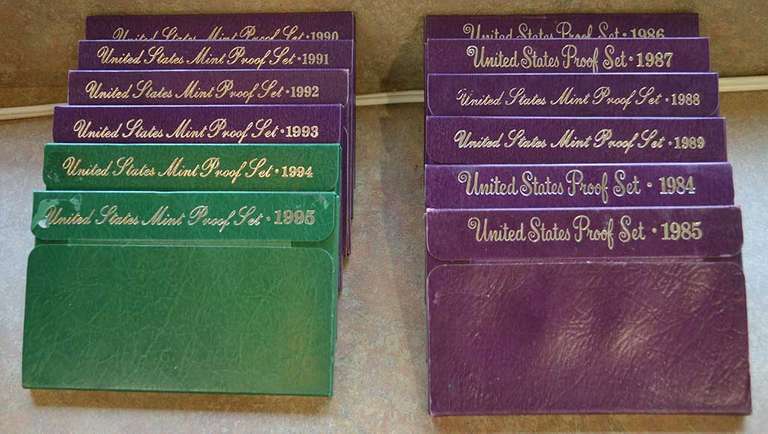 United States Mint Proof Set · 1990
United States Mint Proof Set · 1991
United States Mint Proof Set · 1992
United States Mint Proof Set · 1993
United States Mint Proof Set · 1994
United States Mint Proof Set · 1995
United States Proof Set · 1986
United States Proof Set · 1987
United States Mint Proof Set · 1988
United States Mint Proof Set · 1989
United States Proof Set · 1984
United States Proof Set · 1985